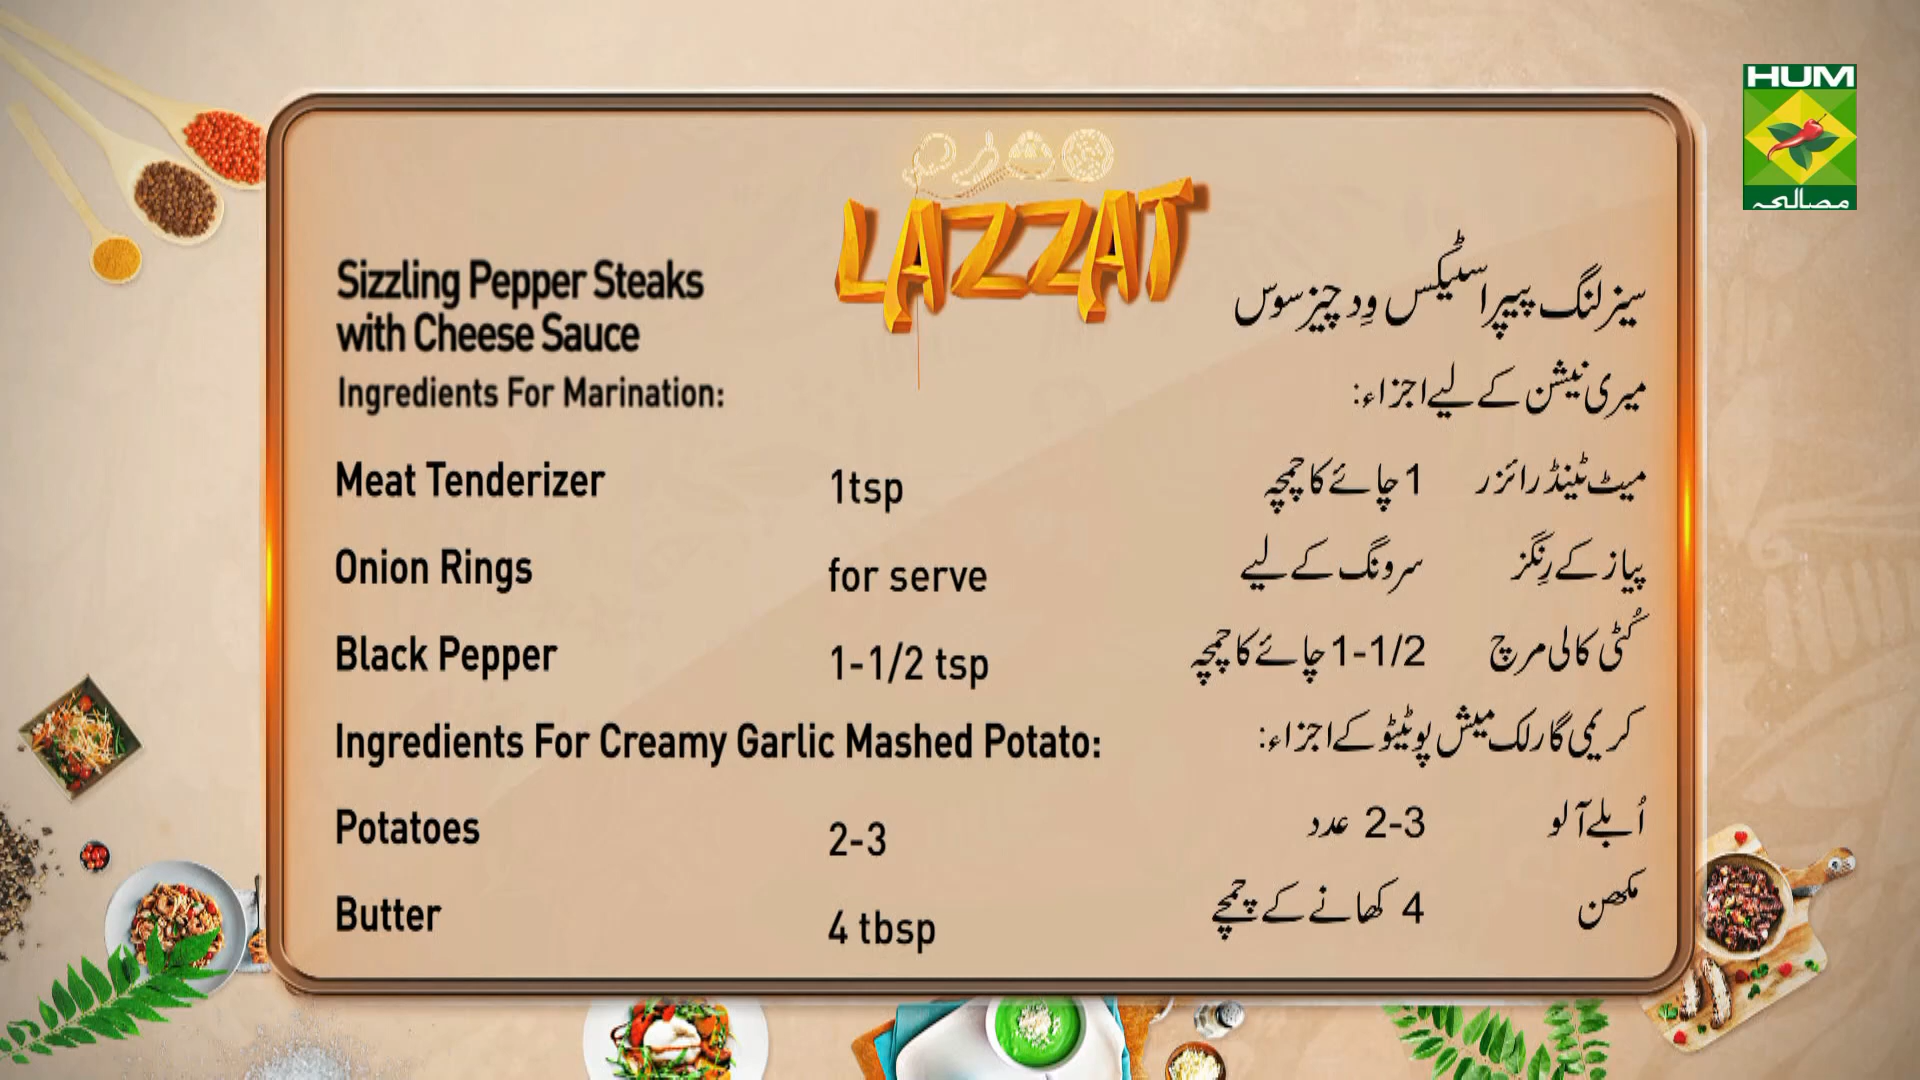 HUM
مصالحہ
LAZZAT
Sizzling Pepper Steaks
with Cheese Sauce
سیزلنگ پیپر اسٹیکس وِد چیز سوس
Ingredients For Marination:
میری نیشن کے لیے اجزاء:
Meat Tenderizer 1tsp
میٹ ٹینڈرائزر 1 چائے کا چمچہ
Onion Rings for serve
پیاز کے رِنگز سرونگ کے لیے
Black Pepper 1-1/2 tsp
کُٹی کالی مرچ 1-1/2 چائے کا چمچہ
Ingredients For Creamy Garlic Mashed Potato:
کریمی گارلک میش پوٹیٹو کے اجزاء:
Potatoes 2-3
اُبلے آلو 2-3 عدد
Butter 4 tbsp
مکھن 4 کھانے کے چمچے